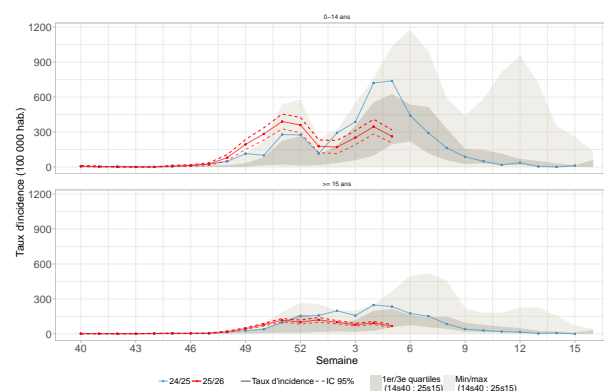 0−14 ans
1200
900
600
300
0
>= 15 ans
1200
900
600
300
0
Taux d'incidence (100 000 hab.)
40 43 46 49 52 3 6 9 12 15
Semaine
24/25 25/26 Taux d'incidence IC 95% 1er/3e quartiles (14s40 ; 25s15) Min/max (14s40 ; 25s15)